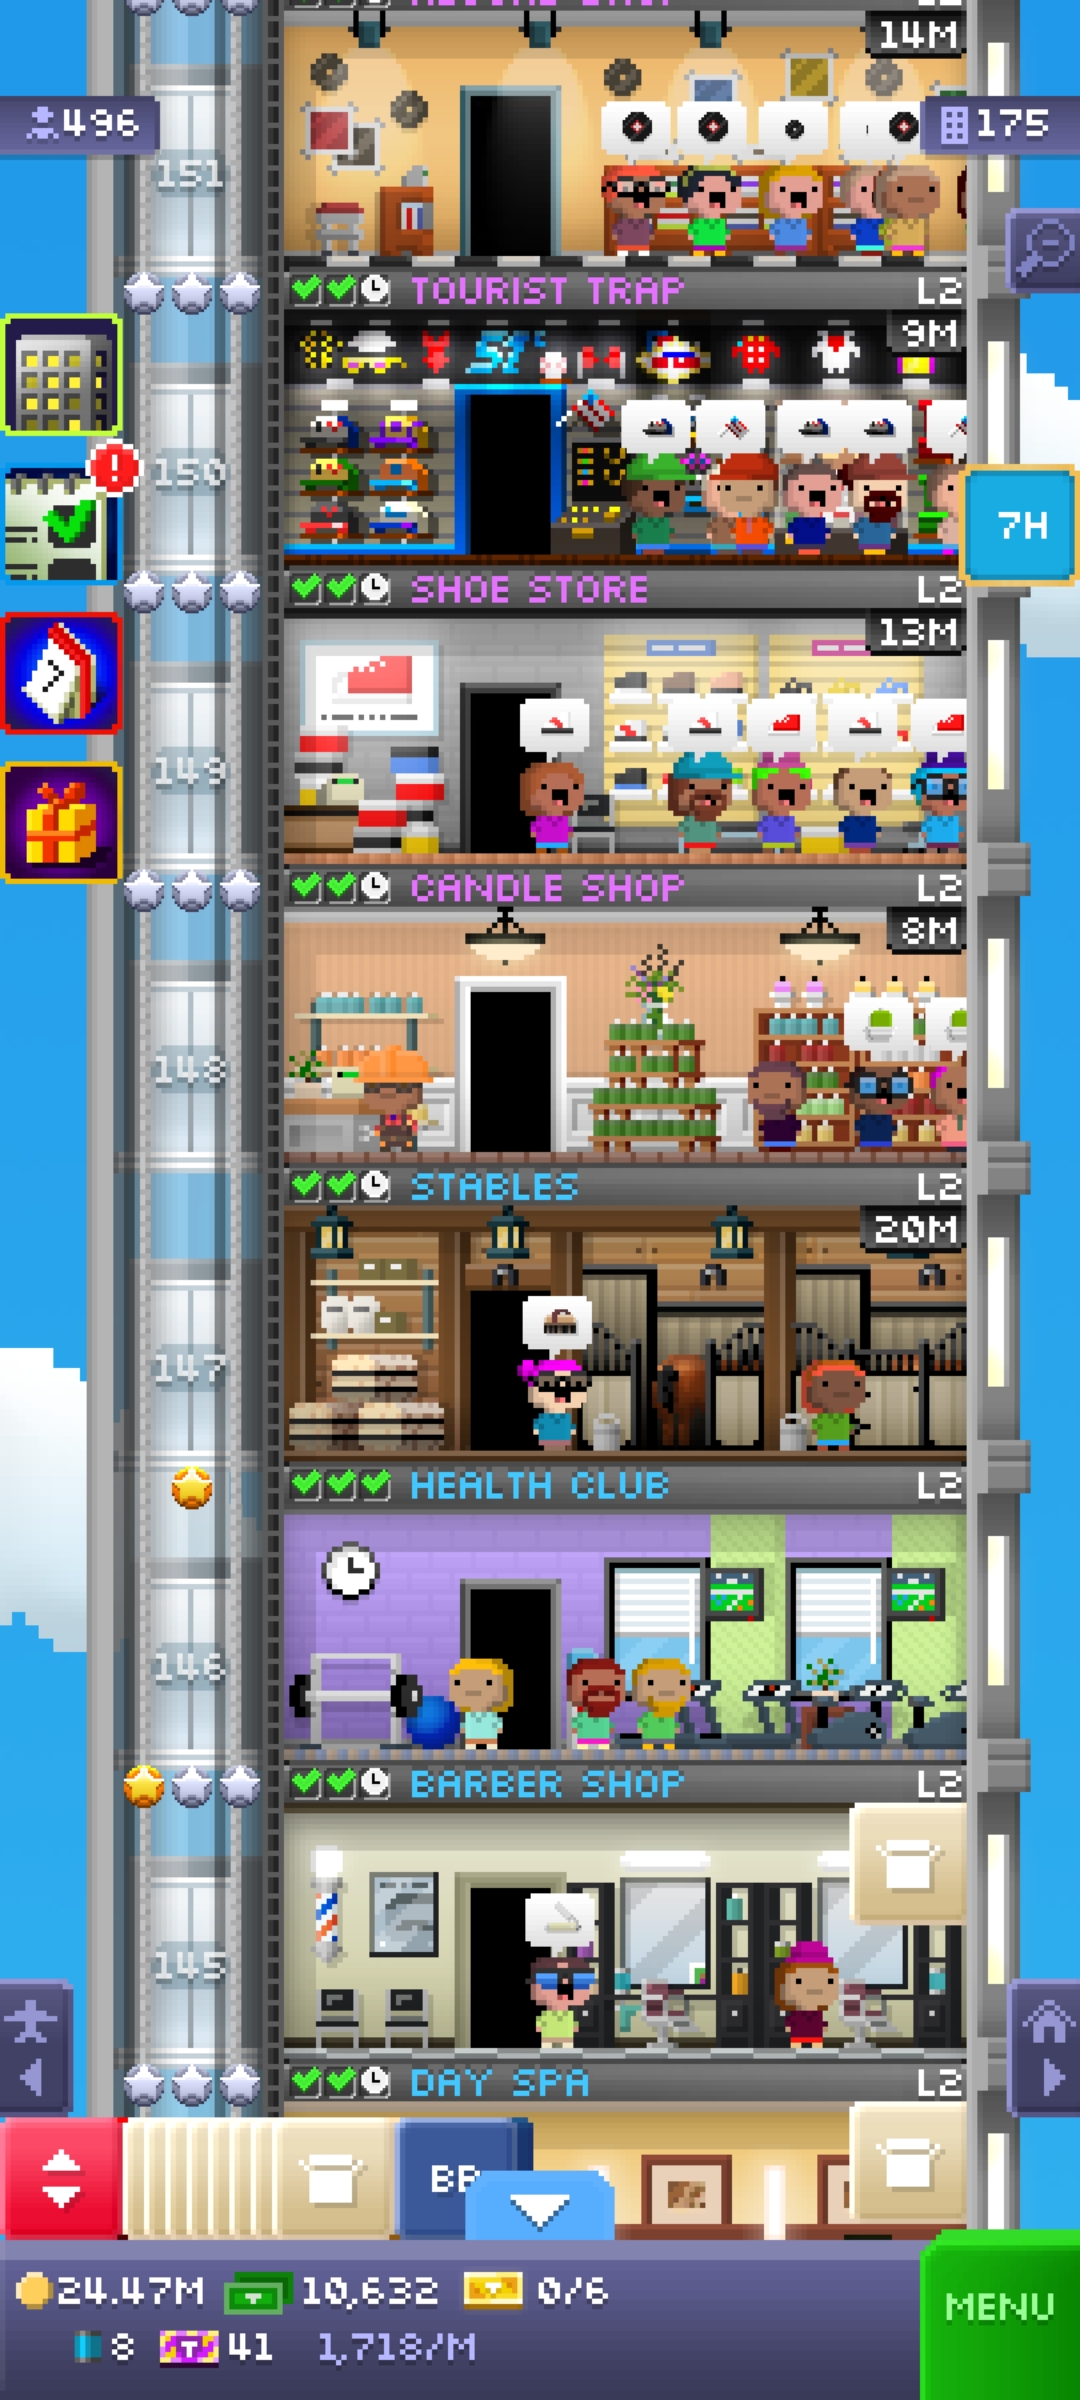 14M
496
175
151
TOURIST TRAP L2
9M
150
7H
SHOE STORE L2
13M
7
149
CANDLE SHOP L2
8M
148
STABLES L2
20M
147
HEALTH CLUB L2
146
BARBER SHOP L2
145
DAY SPA L2
24.47M 10,632 0/6
MENU
8 T 41 1,718/M